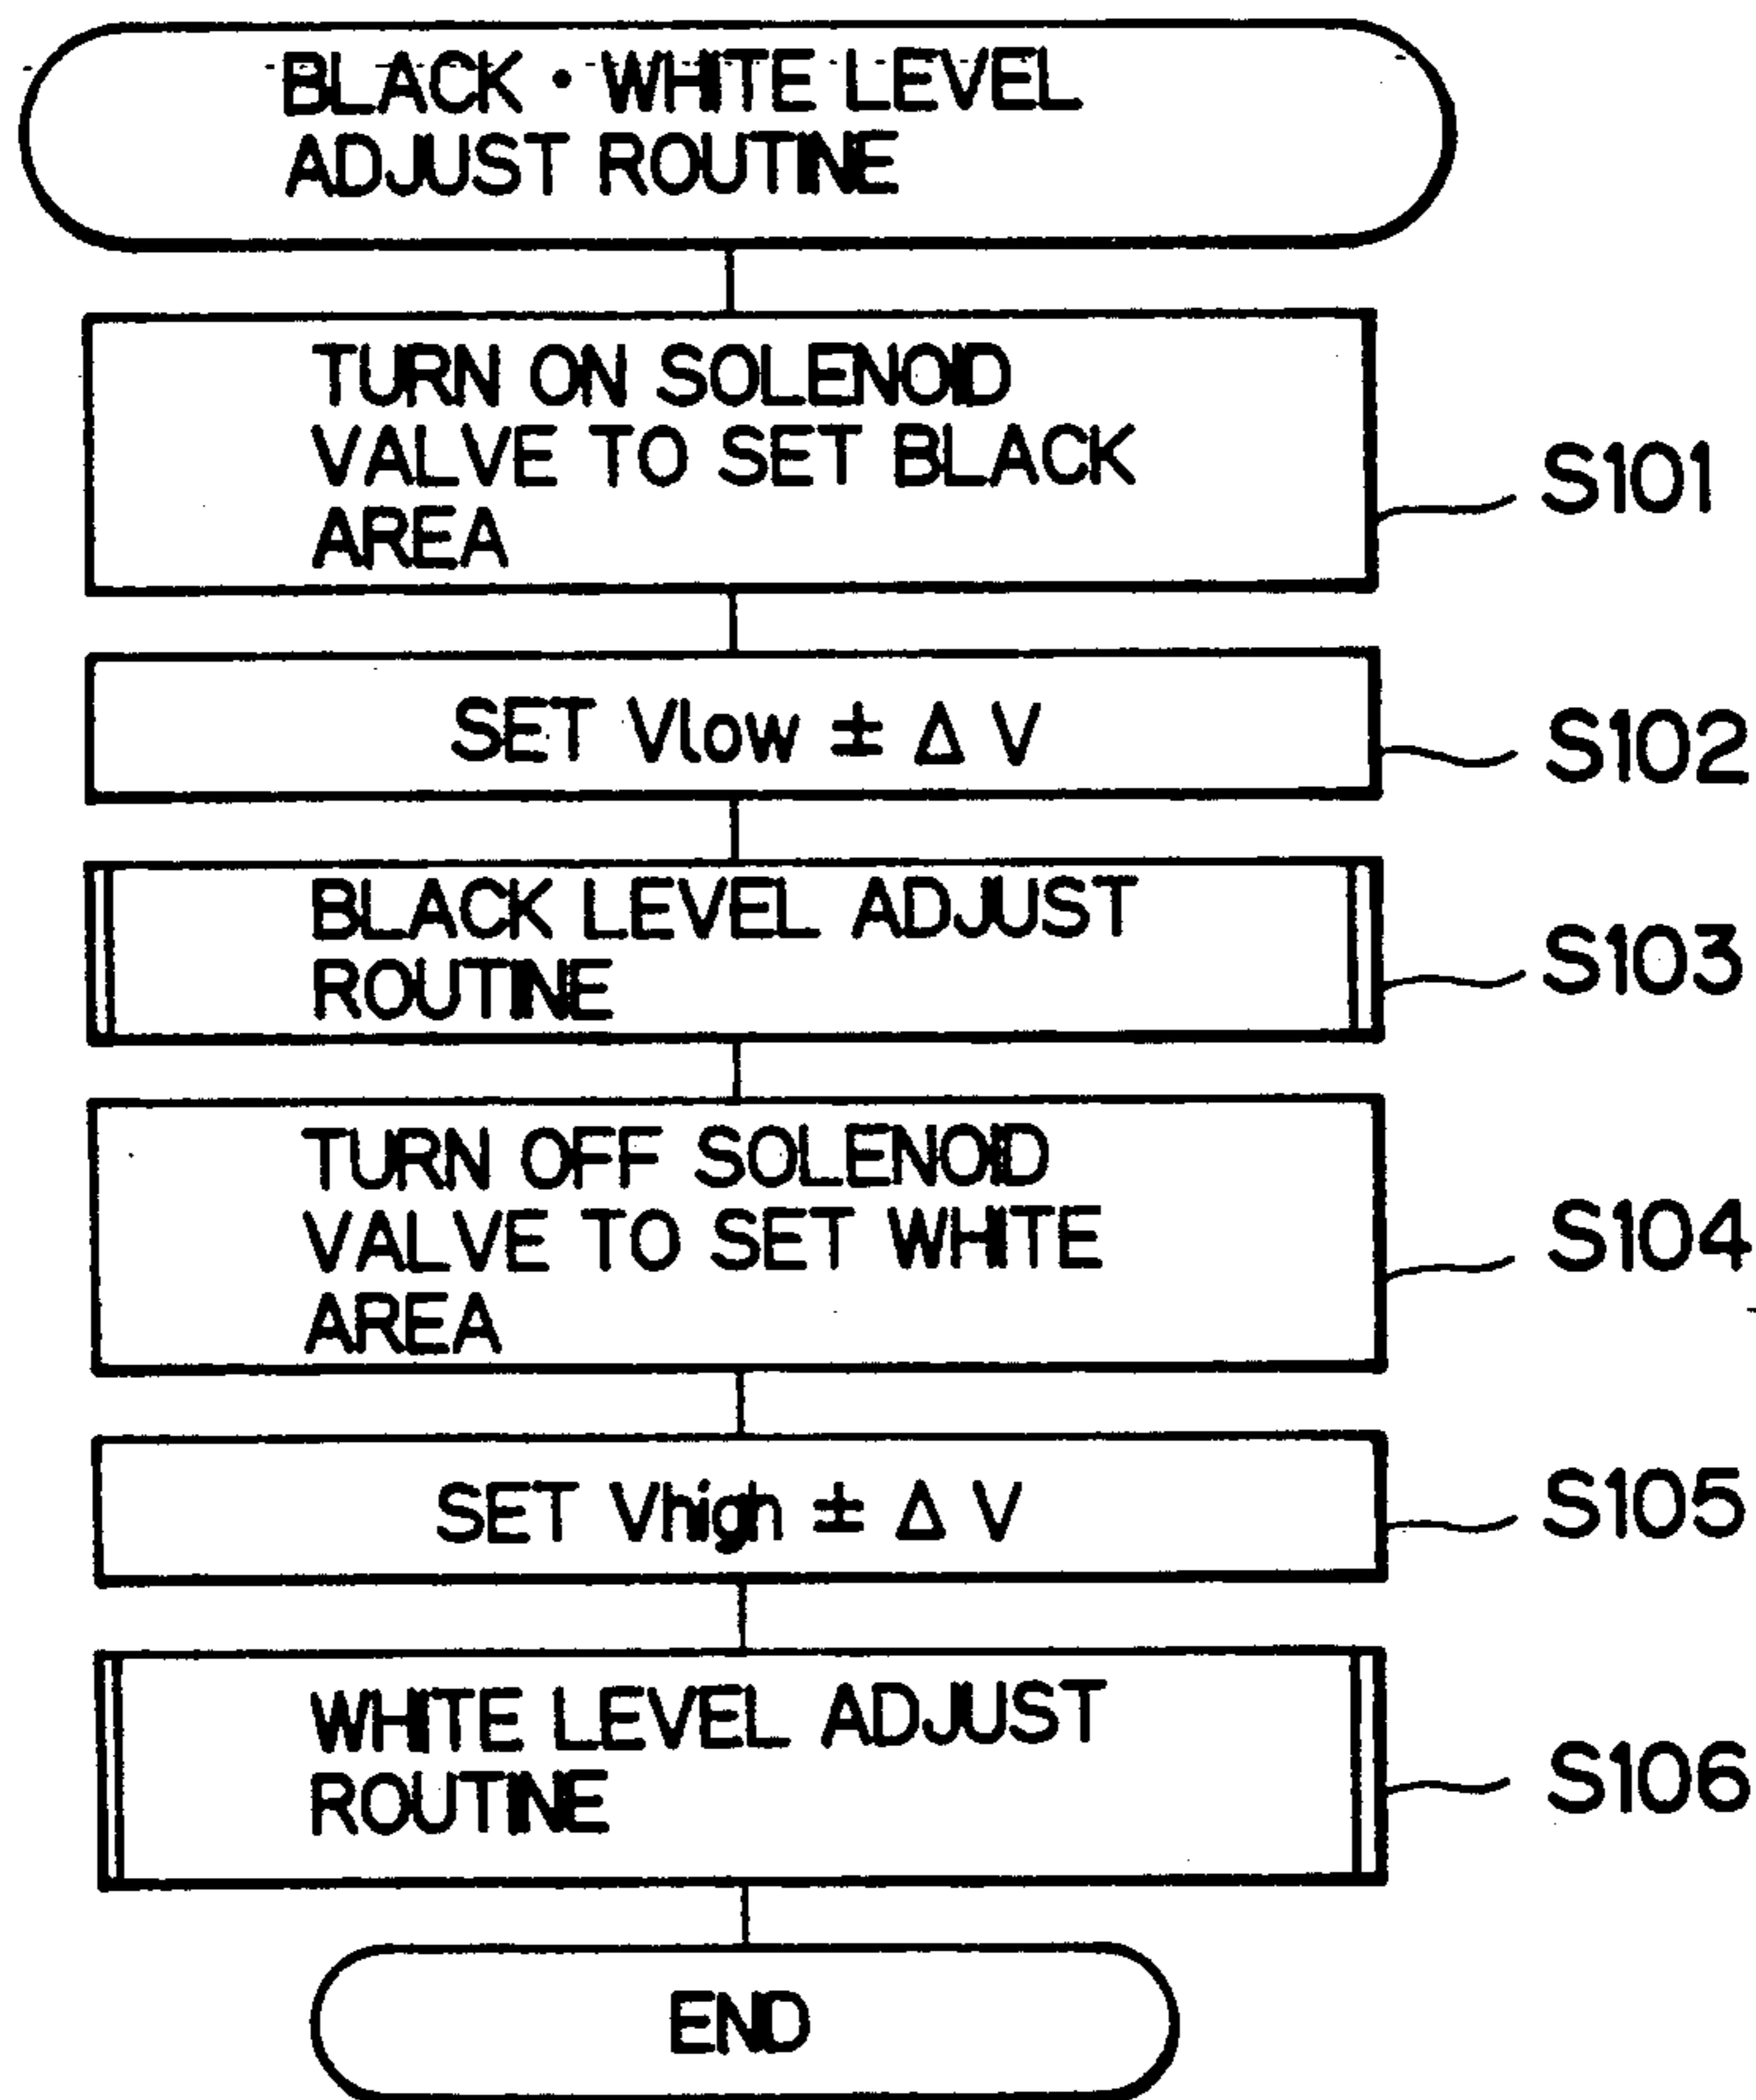 BLACK · WHITE LEVEL
ADJUST ROUTINE
TURN ON SOLENOID
VALVE TO SET BLACK
AREA
S101
SET Vlow ± Δ V
S102
BLACK LEVEL ADJUST
ROUTINE
S103
TURN OFF SOLENOID
VALVE TO SET WHITE
AREA
S104
SET Vhigh ± Δ V
S105
WHITE LEVEL ADJUST
ROUTINE
S106
END